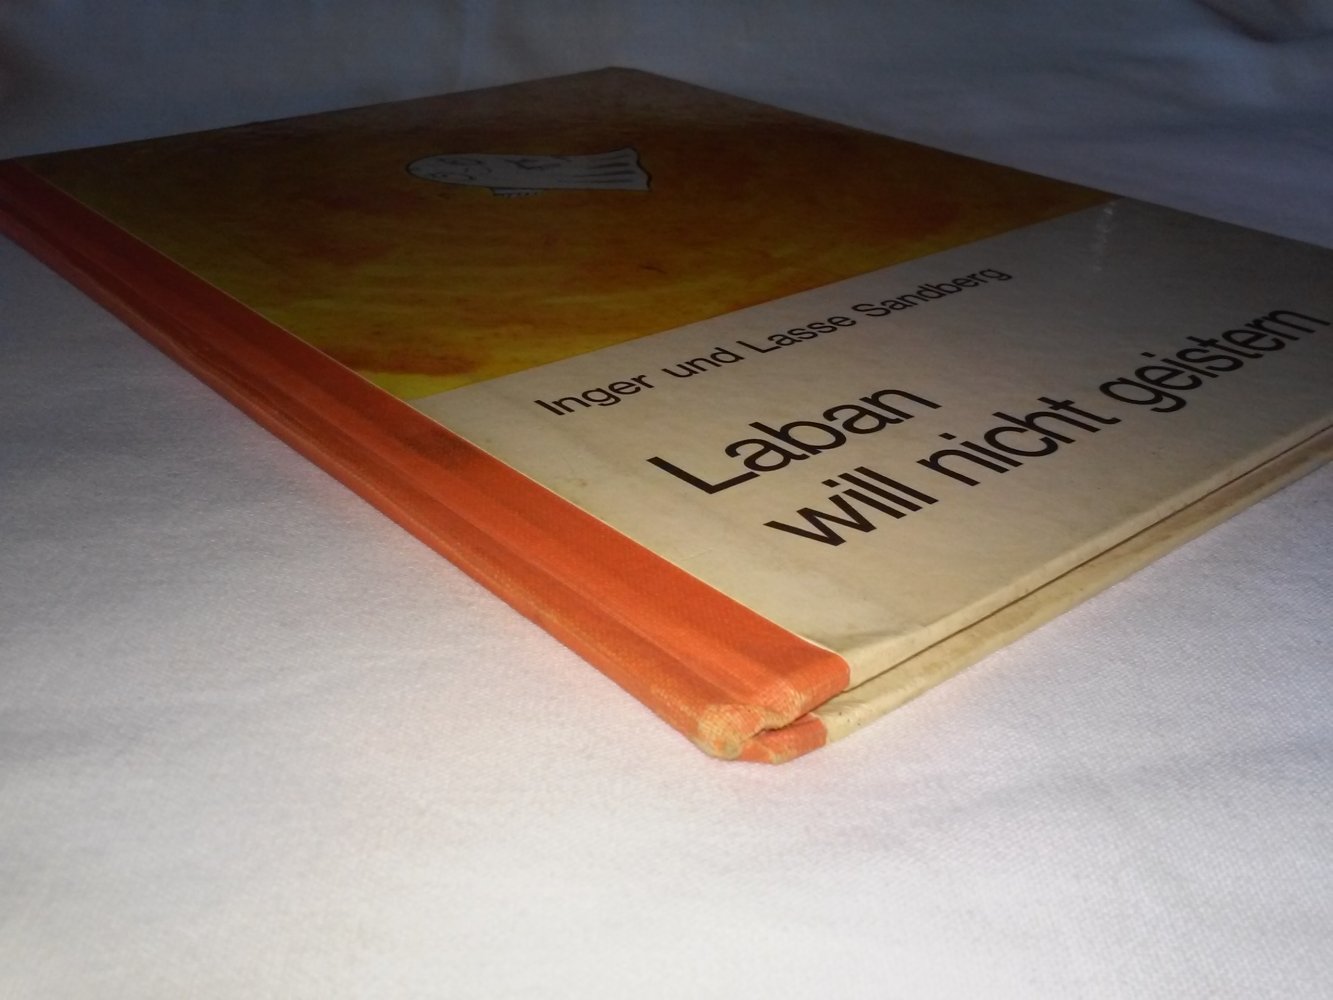 Inger und Lasse Sandberg
Laban
will nicht geistern